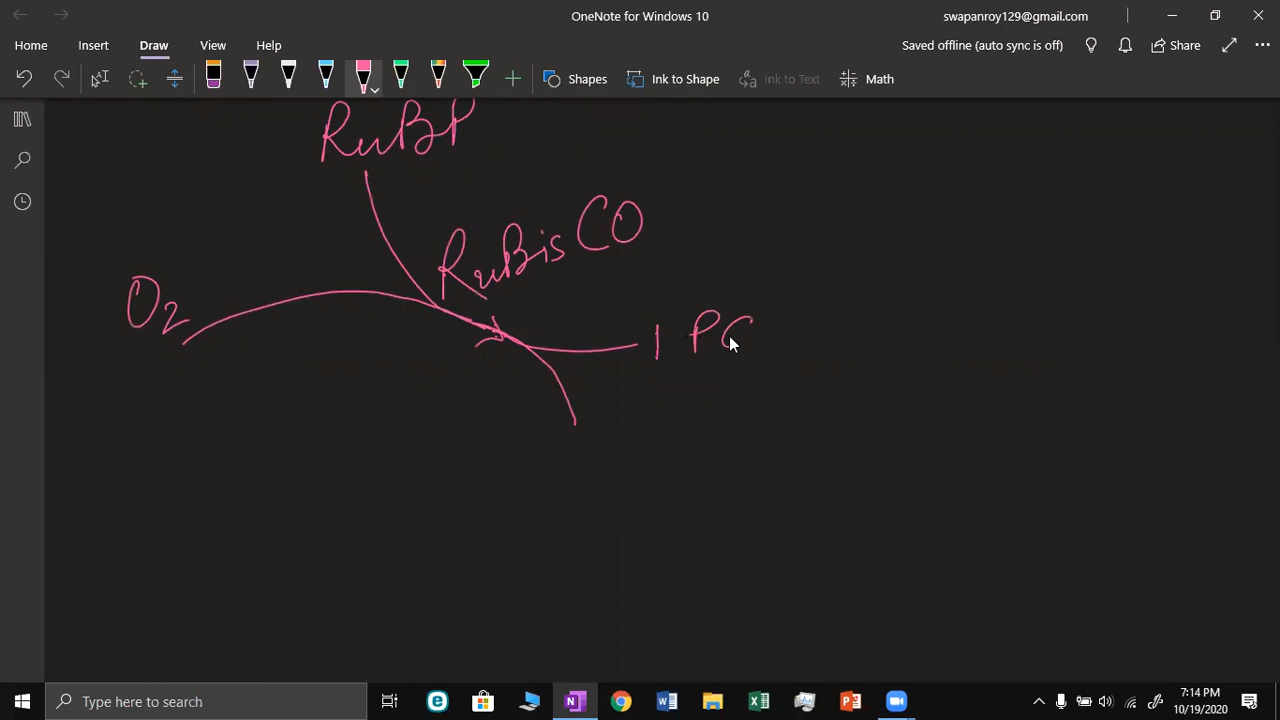 OneNote for Windows 10
swapanroy129@gmail.com
Home Insert Draw View Help
Saved offline (auto sync is off)
Share
Shapes
Ink to Shape
Ink to Text
Math
RuBP
RuBisCO
O2
1 PG
Type here to search
1:14 PM
10/19/2020